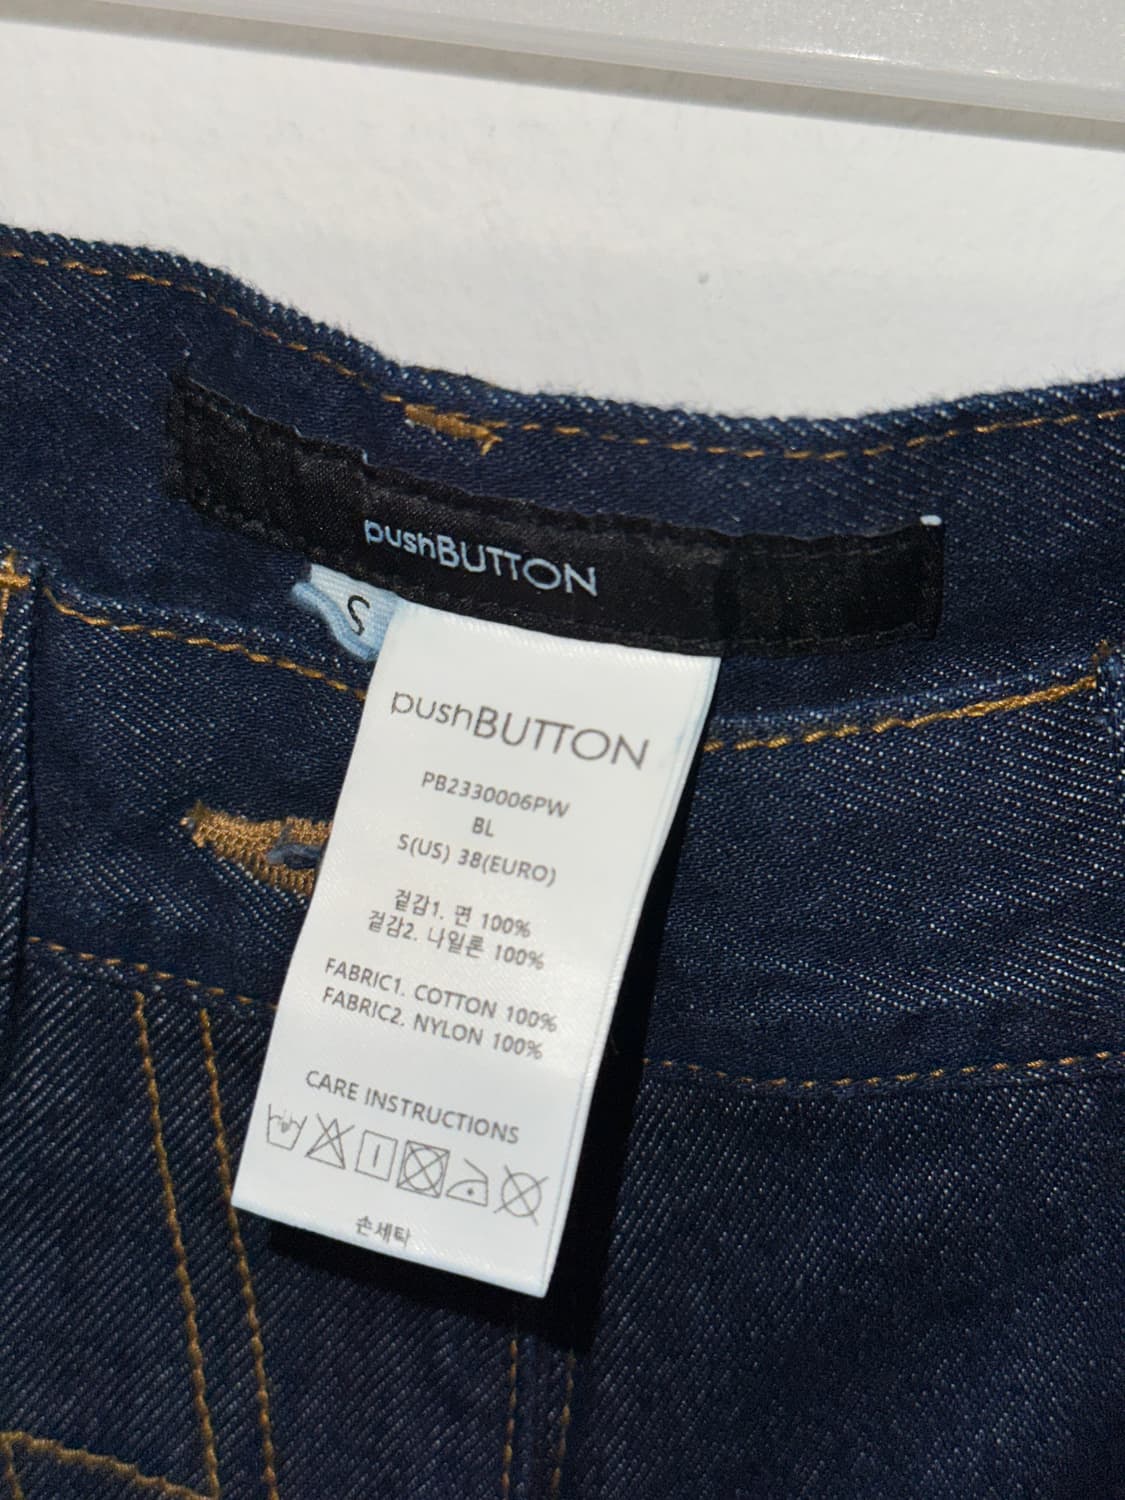 pushBUTTON
S
pushBUTTON
PB2330006PW
BL
S(US) 38(EURO)
겉감1. 면 100%
겉감2. 나일론 100%
FABRIC1. COTTON 100%
FABRIC2. NYLON 100%
CARE INSTRUCTIONS
손세탁